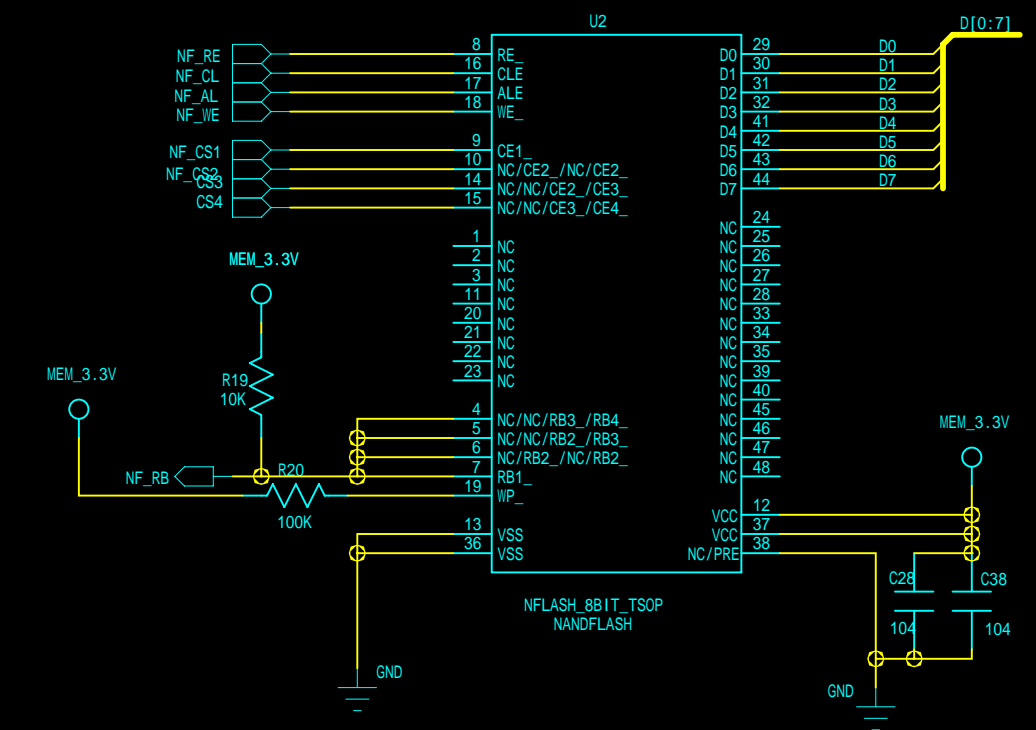 U2
D[0:7]
NF_RE 8 RE_ D0 29 D0
NF_CL 16 CLE D1 30 D1
NF_AL 17 ALE D2 31 D2
NF_WE 18 WE_ D3 32 D3
D4 41 D4
NF_CS1 9 CE1_ D5 42 D5
NF_CS2 10 NC/CE2_/NC/CE2_ D6 43 D6
CS3 14 NC/NC/CE2_/CE3_ D7 44 D7
CS4 15 NC/NC/CE3_/CE4_
NC 24
1 NC NC 25
2 NC NC 26
3 NC NC 27
11 NC NC 28
20 NC NC 33
21 NC NC 34
22 NC NC 35
23 NC NC 39
NC 40
4 NC/NC/RB3_/RB4_ NC 45
5 NC/NC/RB2_/RB3_ NC 46
6 NC/RB2_/NC/RB2_ NC 47
NF_RB 7 RB1_ NC 48
19 WP_
VCC 12
13 VSS VCC 37
36 VSS NC/PRE 38
MEM_3.3V
R19
10K
MEM_3.3V
R20
100K
MEM_3.3V
C28
104
C38
104
NFLASH_8BIT_TSOP
NANDFLASH
GND
GND